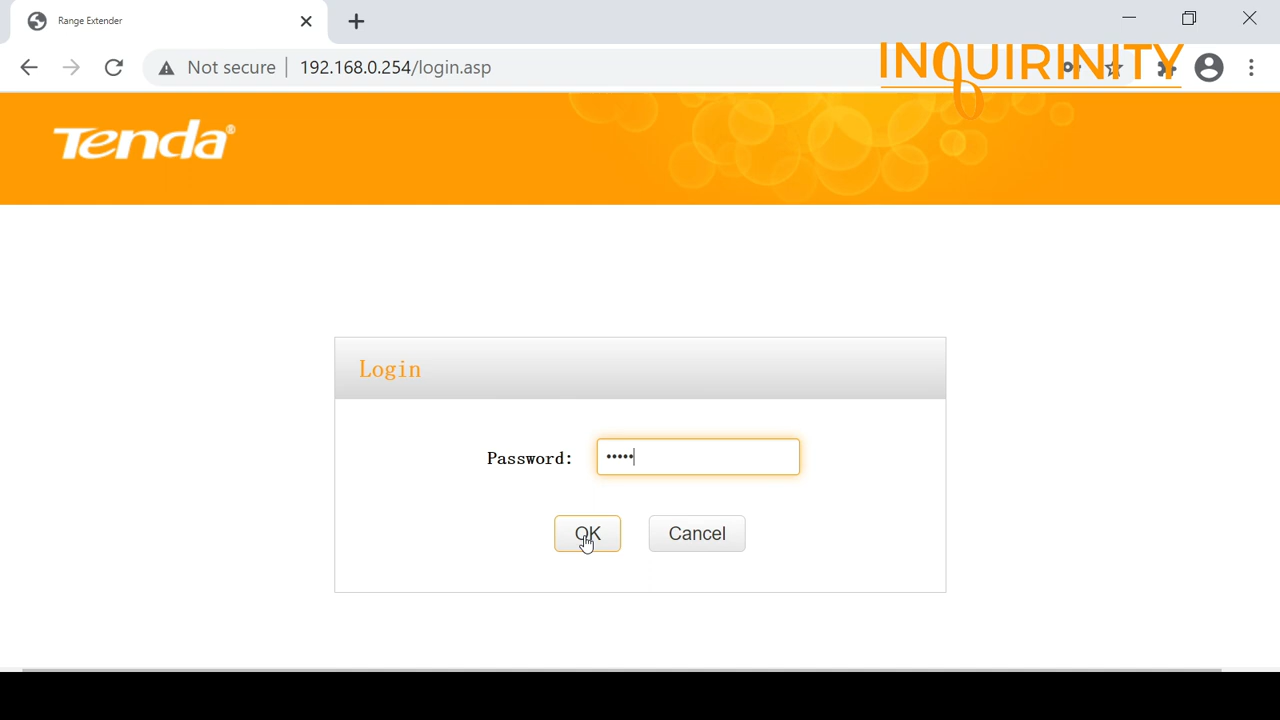 Range Extender
Not secure
192.168.0.254/login.asp
INQUIRINITY
Tenda®
Login
Password:
•••••
OK
Cancel